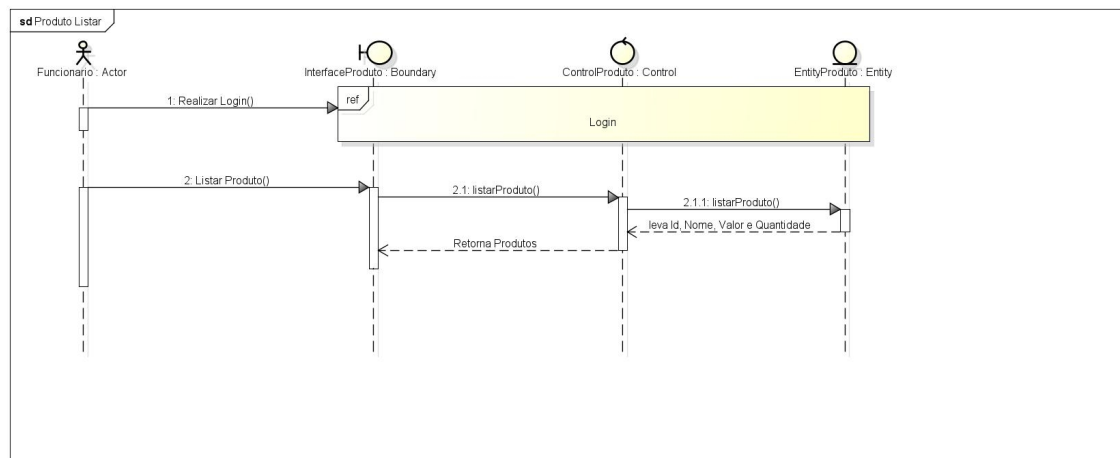 sd Produto Listar
Funcionario : Actor
InterfaceProduto : Boundary
ControlProduto : Control
EntityProduto : Entity
1: Realizar Login()
ref
Login
2: Listar Produto()
2.1: listarProduto()
2.1.1: listarProduto()
leva Id, Nome, Valor e Quantidade
Retorna Produtos